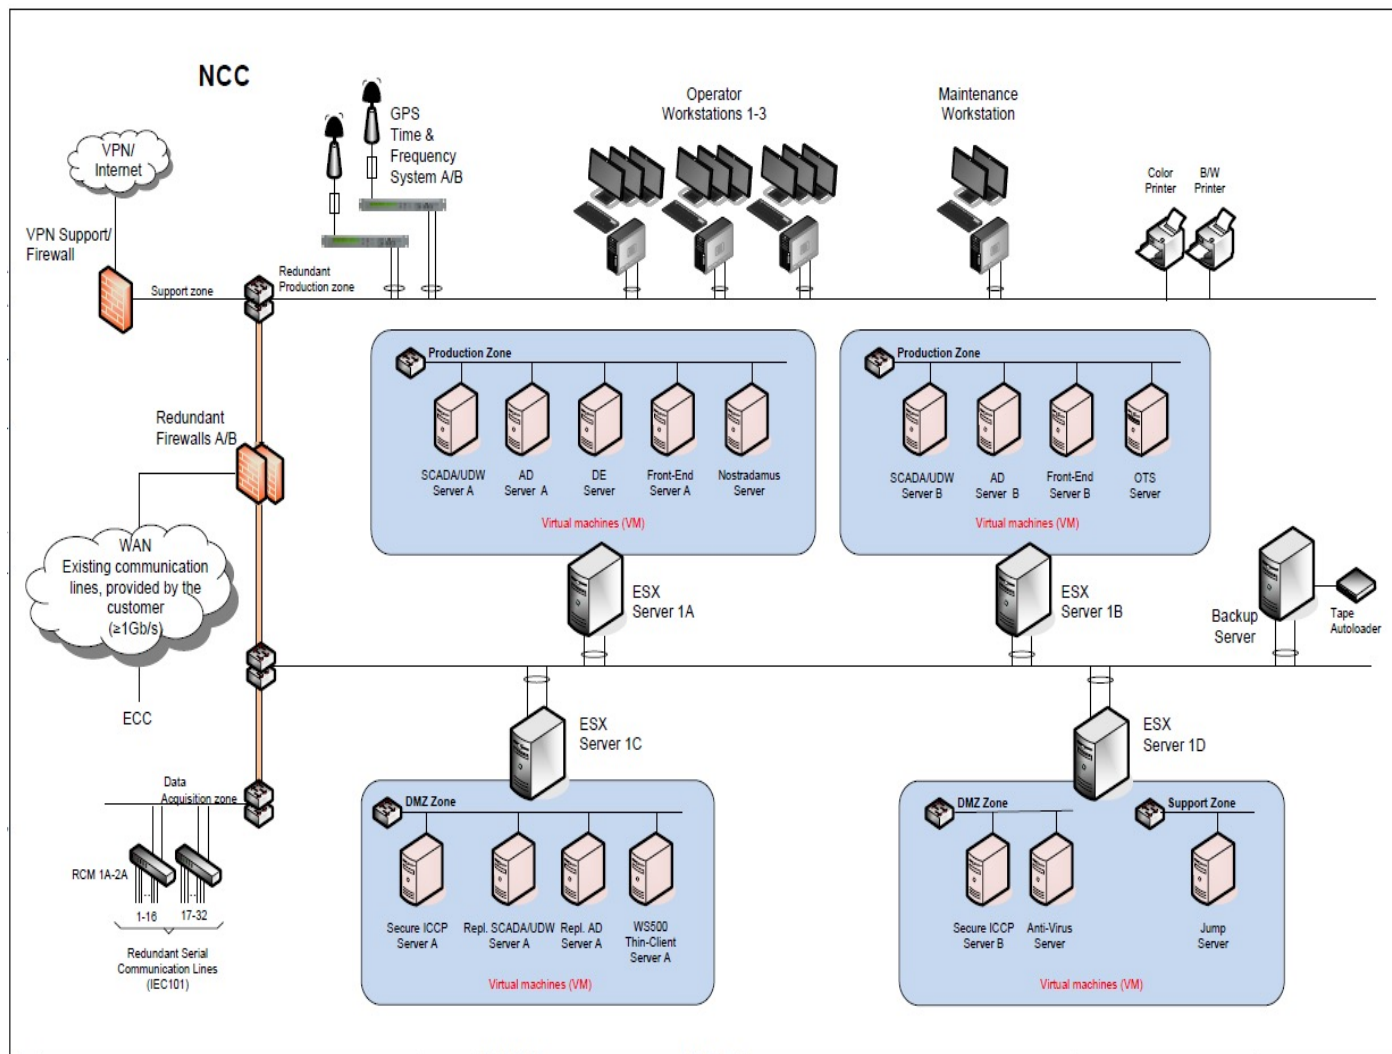 NCC
VPN/
Internet
VPN Support/
Firewall
Support zone
GPS
Time &
Frequency
System A/B
Redundant
Production zone
Operator
Workstations 1-3
Maintenance
Workstation
Color
Printer
B/W
Printer
Redundant
Firewalls A/B
WAN
Existing communication
lines, provided by the
customer
(≥1Gb/s)
ECC
Production Zone
SCADA/UDW
Server A
AD
Server A
DE
Server
Front-End
Server A
Nostradamus
Server
Virtual machines (VM)
Production Zone
SCADA/UDW
Server B
AD
Server B
Front-End
Server B
OTS
Server
Virtual machines (VM)
ESX
Server 1A
ESX
Server 1B
Backup
Server
Tape
Autoloader
ESX
Server 1C
ESX
Server 1D
Data
Acquisition zone
RCM 1A-2A
1-16
17-32
Redundant Serial
Communication Lines
(IEC101)
DMZ Zone
Secure ICCP
Server A
Repl. SCADA/UDW
Server A
Repl. AD
Server A
WS500
Thin-Client
Server A
Virtual machines (VM)
DMZ Zone
Support Zone
Secure ICCP
Server B
Anti-Virus
Server
Jump
Server
Virtual machines (VM)